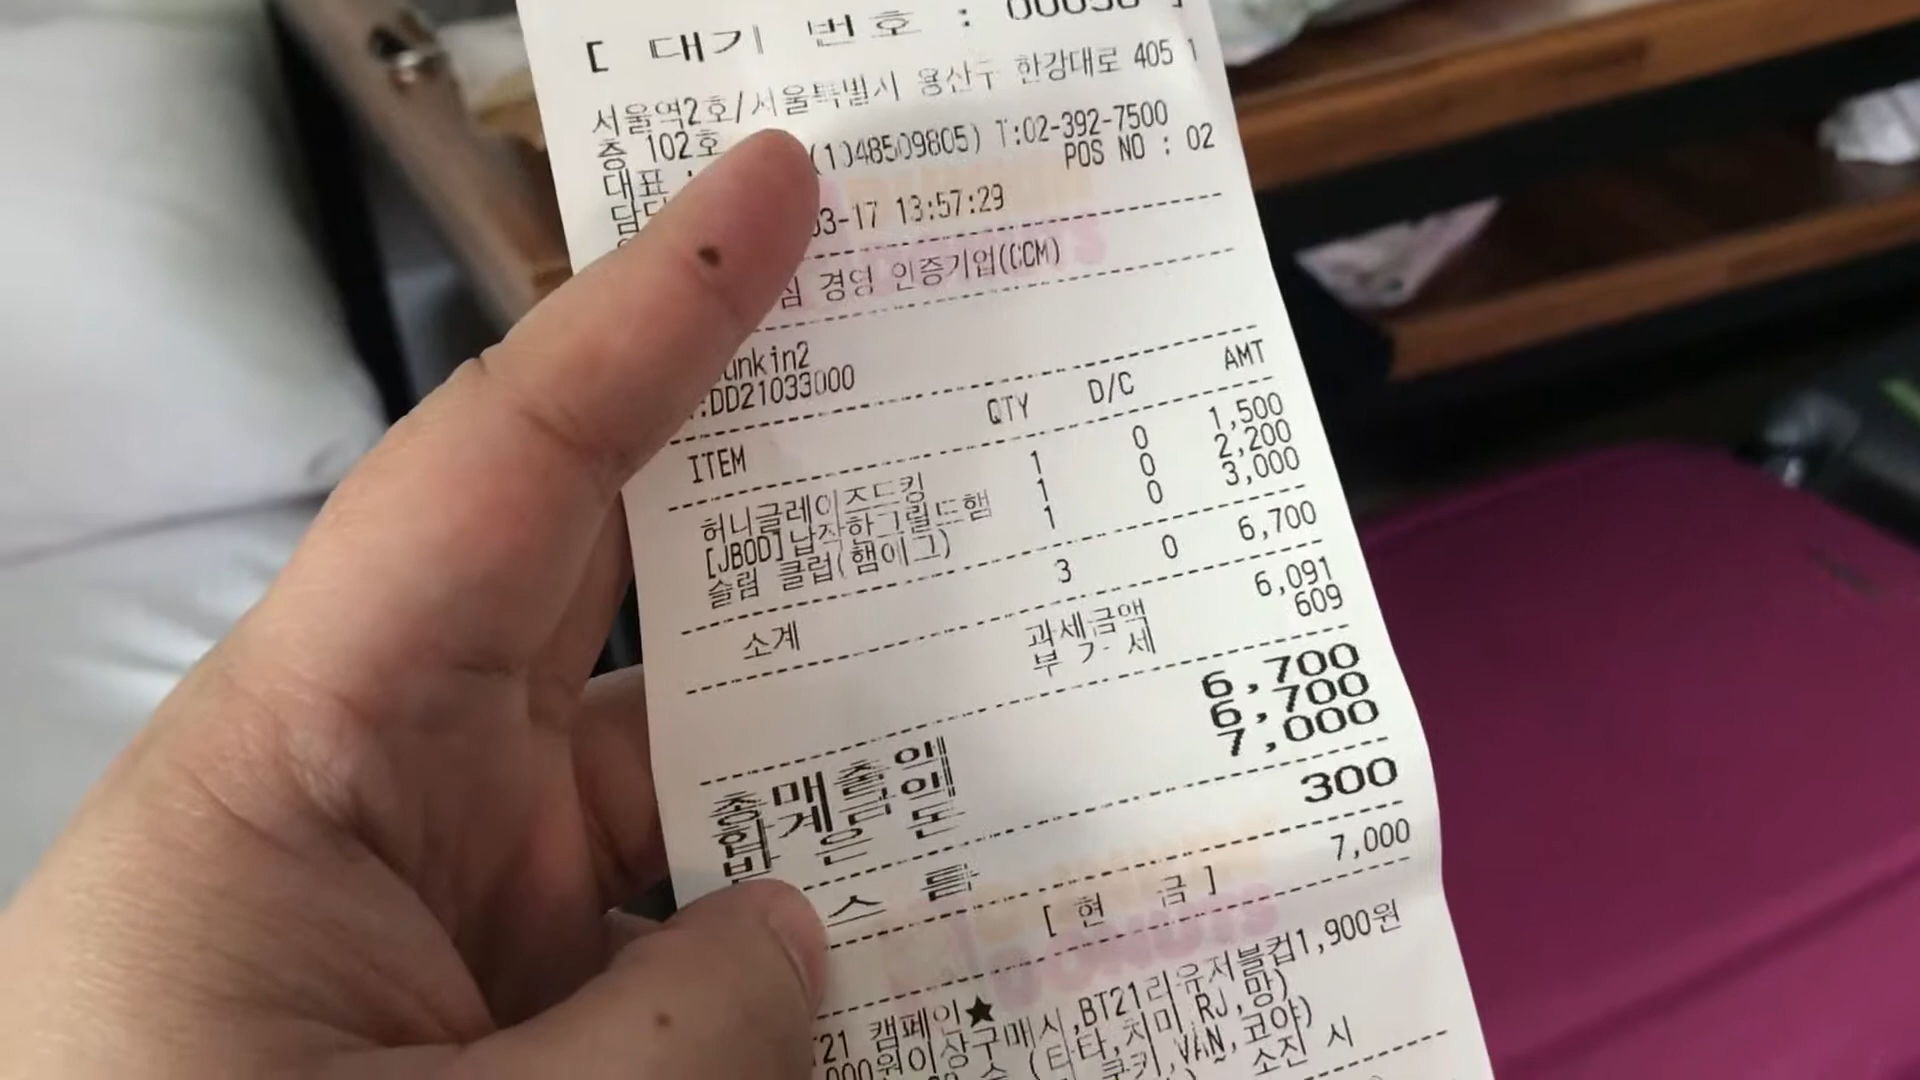 [ 대기 번호 :
서울역2호/서울특별시 용산구 한강대로 405 1
층 102호 (1048509805) T:02-392-7500
대표 : POS NO : 02
03-17 13:57:29
심 경영 인증기업(CCM)
unkin2
:DD21033000
ITEM QTY D/C AMT
허니글레이즈드킹 1 0 1,500
[JBOD]납작한그릴드햄 1 0 2,200
슬림 클럽(햄에그) 1 0 3,000
소계 3 0 6,700
과세금액 6,091
부 가 세 609
총매출액 6,700
합계금액 6,700
받은 돈 7,000
스 름 300
[ 현 금 ] 7,000
T21 캠페인★
000원이상구매시,BT21리유저블컵1,900원
(타타,치미,RJ,망)
쿠키,VAN,코야)
소진 시